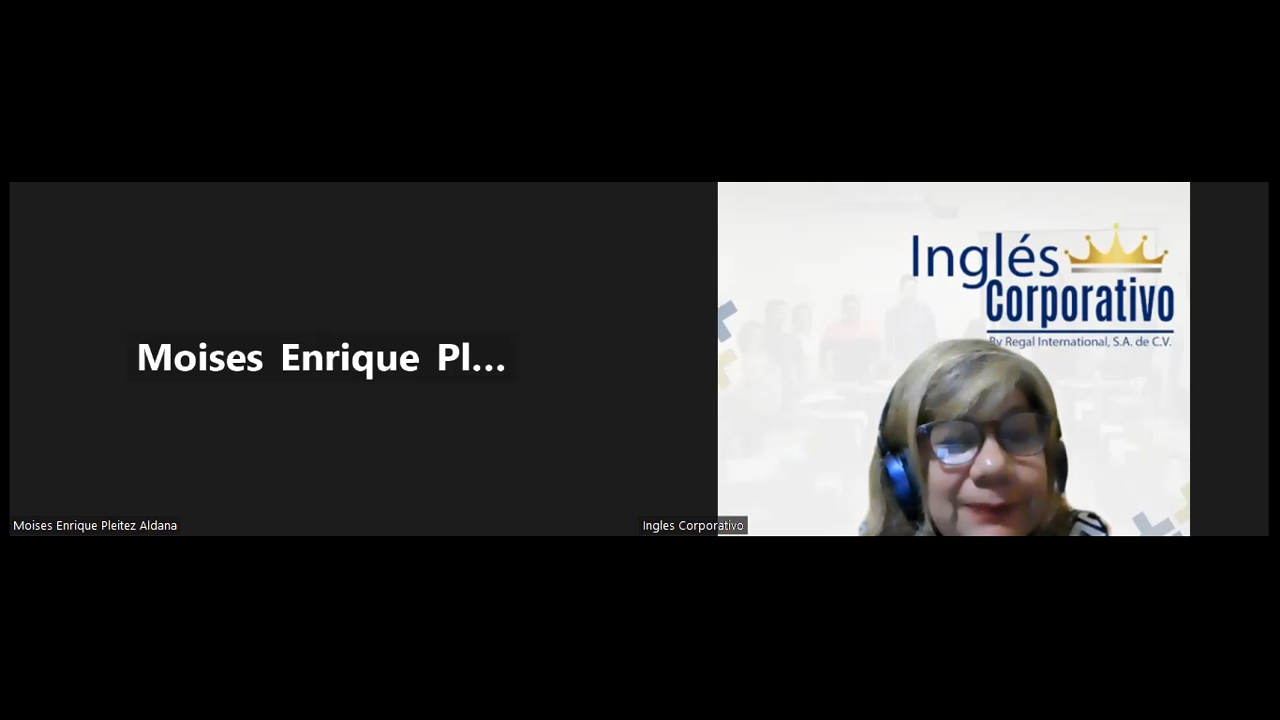 Moises Enrique Pl...
Moises Enrique Pleitez Aldana
Inglés
Corporativo
By Regal International, S.A. de C.V.
Ingles Corporativo